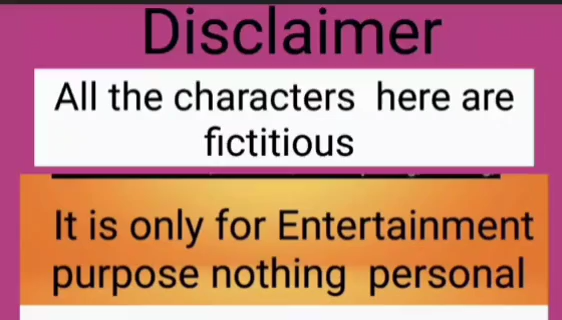 Disclaimer
All the characters here are
fictitious
It is only for Entertainment
purpose nothing personal